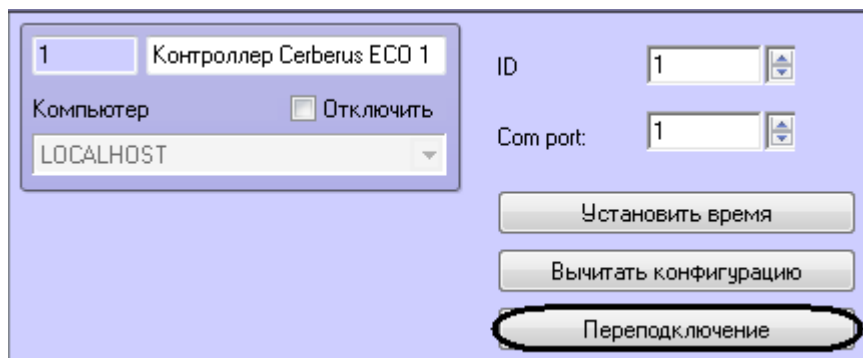 1 Контроллер Cerberus ECO 1
Компьютер Отключить
LOCALHOST
ID 1
Com port: 1
Установить время
Вычитать конфигурацию
Переподключение